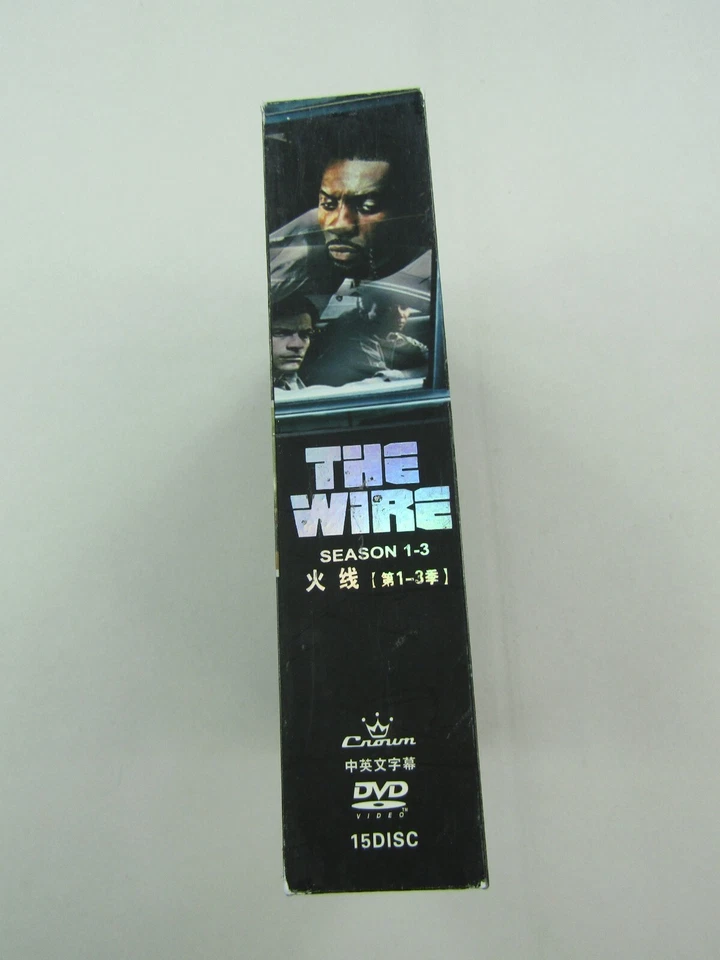 THE
WIRE
SEASON 1-3
火线【第1-3季】
Crown
中英文字幕
DVD
VIDEO™
15DISC